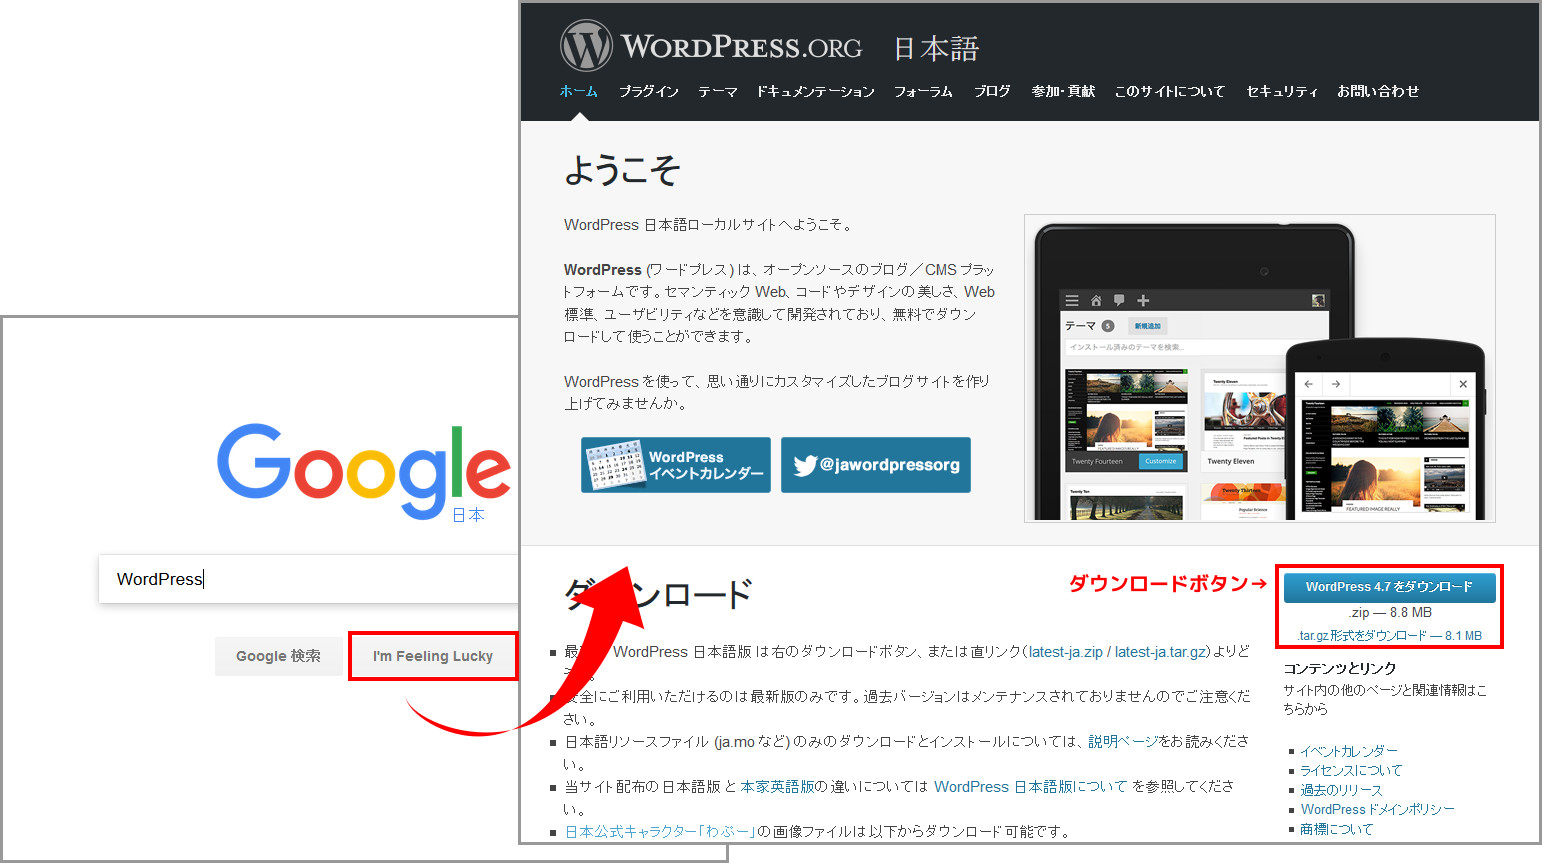 WORDPRESS.ORG 日本語
ホーム プラグイン テーマ ドキュメンテーション フォーラム ブログ 参加・貢献 このサイトについて セキュリティ お問い合わせ
ようこそ
WordPress 日本語ローカルサイトへようこそ。
WordPress (ワードプレス) は、オープンソースのブログ／CMS プラッ
トフォームです。セマンティック Web、コードやデザインの美しさ、Web
標準、ユーザビリティなどを意識して開発されており、無料でダウン
ロードして使うことができます。
WordPress を使って、思い通りにカスタマイズしたブログサイトを作り
上げてみませんか。
WordPress
イベントカレンダー
@jawordpressorg
テーマ 5 新規追加
インストール済みのテーマを検索...
Twenty Fourteen Customize
Twenty Eleven
Twenty Eleven
Twenty Ten
Twenty Thirteen
Popular Science
FEATURED IMAGE REALLY
Google
日本
WordPress
Google 検索
I'm Feeling Lucky
ダウンロード
ダウンロードボタン→
WordPress 4.7 をダウンロード
.zip — 8.8 MB
.tar.gz 形式をダウンロード — 8.1 MB
最 WordPress 日本語版 は右のダウンロードボタン、または直リンク（latest-ja.zip / latest-ja.tar.gz）よりど
安全にご利用いただけるのは最新版のみです。過去バージョンはメンテナンスされておりませんのでご注意くだ
さい。
日本語リソースファイル (ja.mo など) のみのダウンロードとインストールについては、説明ページをお読みくださ
い。
当サイト配布の日本語版 と 本家英語版の違いについては WordPress 日本語版について を参照してくださ
い。
日本公式キャラクター「わぷー」の画像ファイルは以下からダウンロード可能です。
コンテンツとリンク
サイト内の他のページと関連情報はこ
ちらから
イベントカレンダー
ライセンスについて
過去のリリース
WordPress ドメインポリシー
商標について